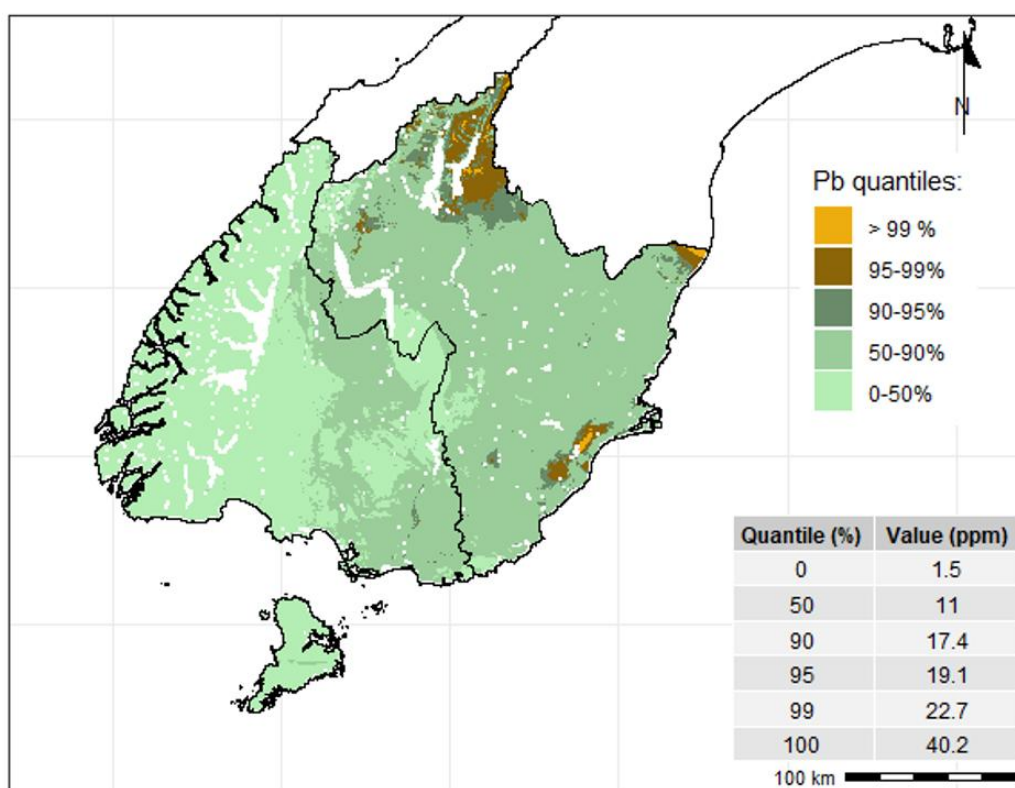 N
Pb quantiles:
> 99 %
95-99%
90-95%
50-90%
0-50%
Quantile (%) Value (ppm)
0 1.5
50 11
90 17.4
95 19.1
99 22.7
100 40.2
100 km